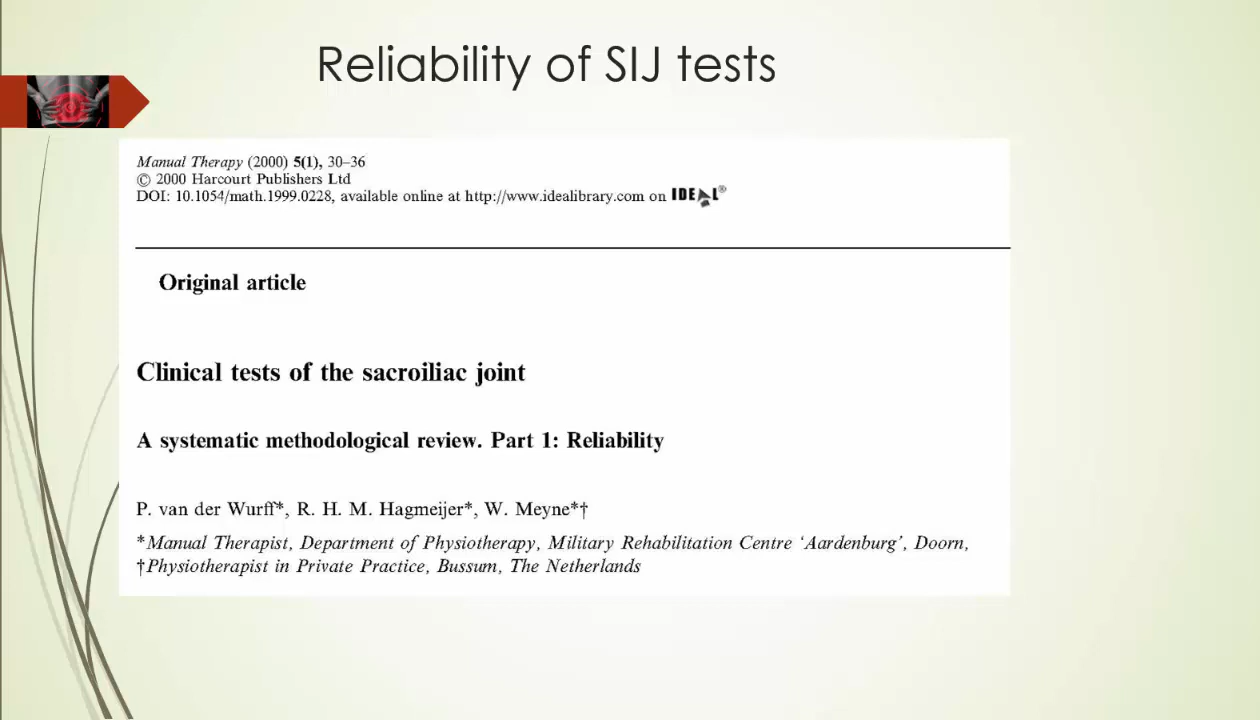 Reliability of SIJ tests
Manual Therapy (2000) 5(1), 30–36
© 2000 Harcourt Publishers Ltd
DOI: 10.1054/math.1999.0228, available online at http://www.idealibrary.com on IDEAL®
Original article
Clinical tests of the sacroiliac joint
A systematic methodological review. Part 1: Reliability
P. van der Wurff*, R. H. M. Hagmeijer*, W. Meyne*†
*Manual Therapist, Department of Physiotherapy, Military Rehabilitation Centre ‘Aardenburg’, Doorn,
†Physiotherapist in Private Practice, Bussum, The Netherlands